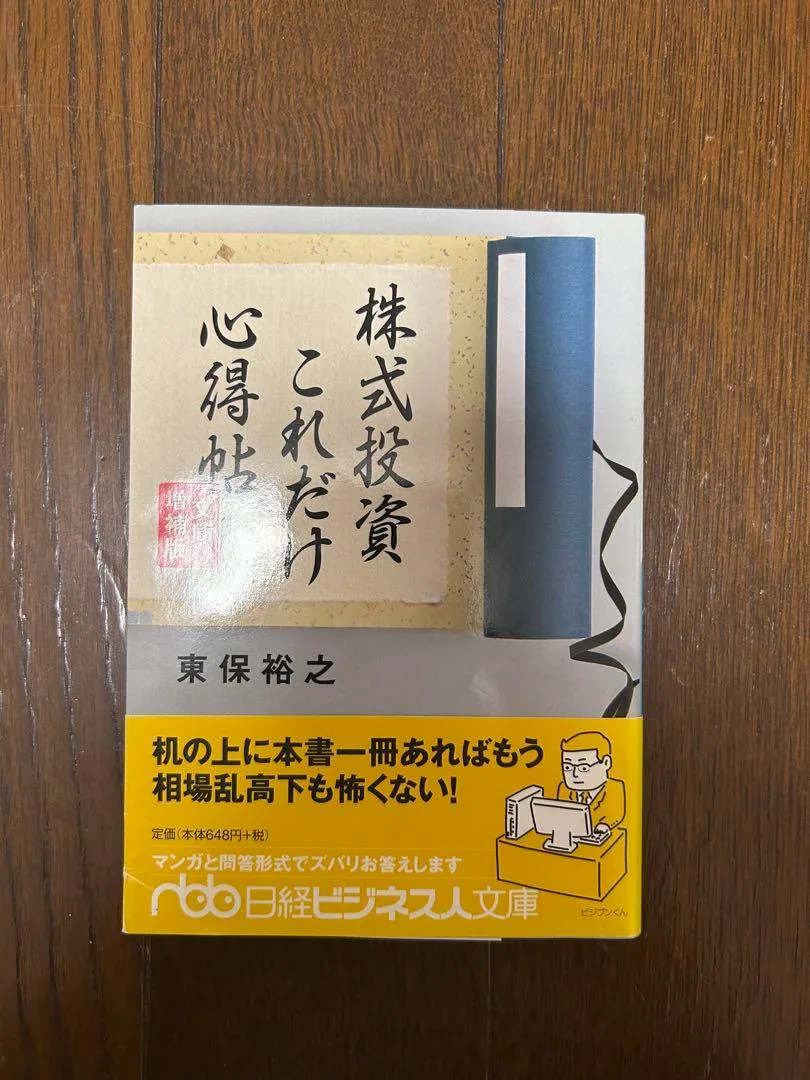 株式投資
これだけ
心得帖
文庫
増補版
東保裕之
机の上に本書一冊あればもう
相場乱高下も怖くない!
定価(本体648円+税)
マンガと問答形式でズバリお答えします
nbb日経ビジネス人文庫
ビジブンくん